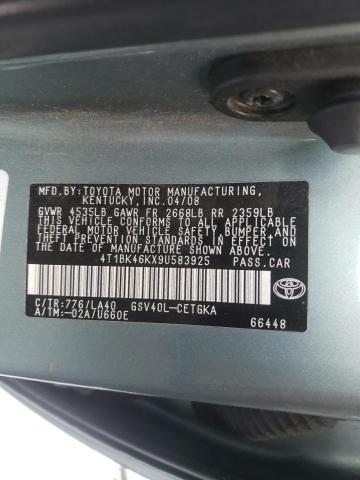 MFD.BY:TOYOTA MOTOR MANUFACTURING,
KENTUCKY,INC.04/08
GVWR 4535LB GAWR FR 2668LB RR 2359LB
THIS VEHICLE CONFORMS TO ALL APPLICABLE
FEDERAL MOTOR VEHICLE SAFETY, BUMPER, AND
THEFT PREVENTION STANDARDS IN EFFECT ON
THE DATE OF MANUFACTURE SHOWN ABOVE.
4T1BK46KX9U583925 PASS.CAR
C/TR:776/LA40 GSV40L-CETGKA
A/TM:-02A/U660E
66448